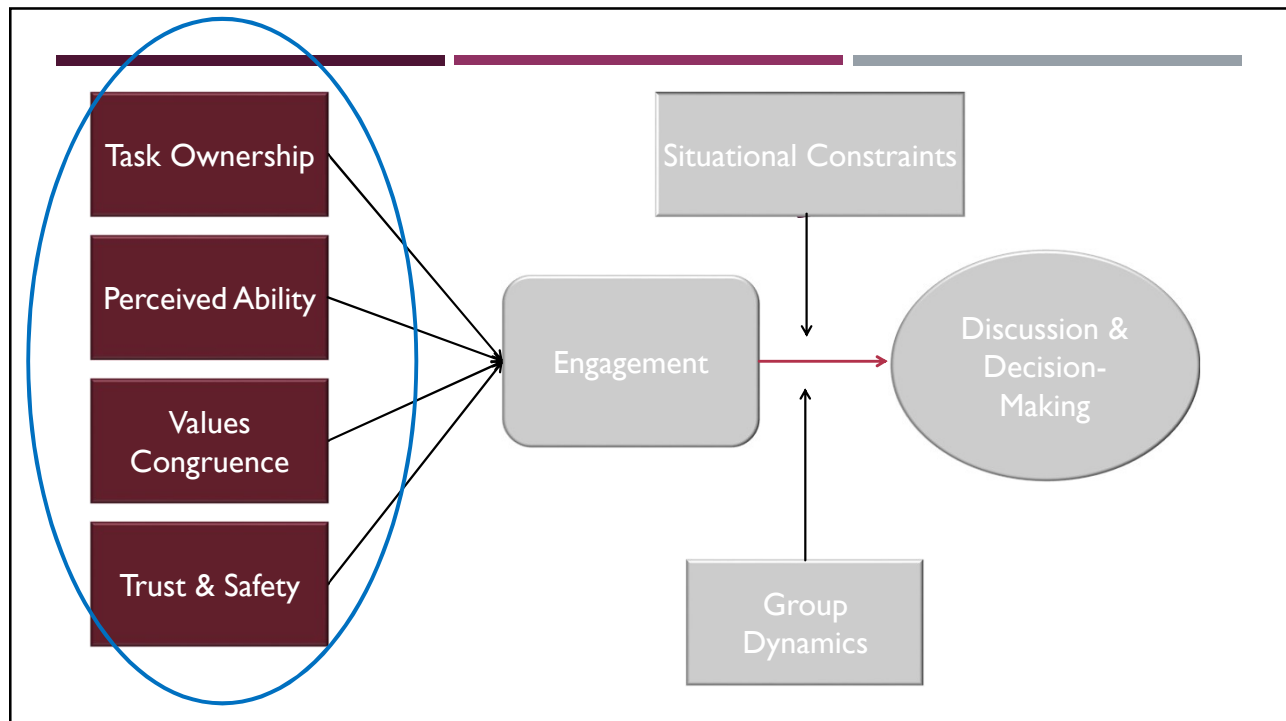 Task Ownership
Perceived Ability
Values
Congruence
Trust & Safety
Engagement
Situational Constraints
Group
Dynamics
Discussion &
Decision-
Making